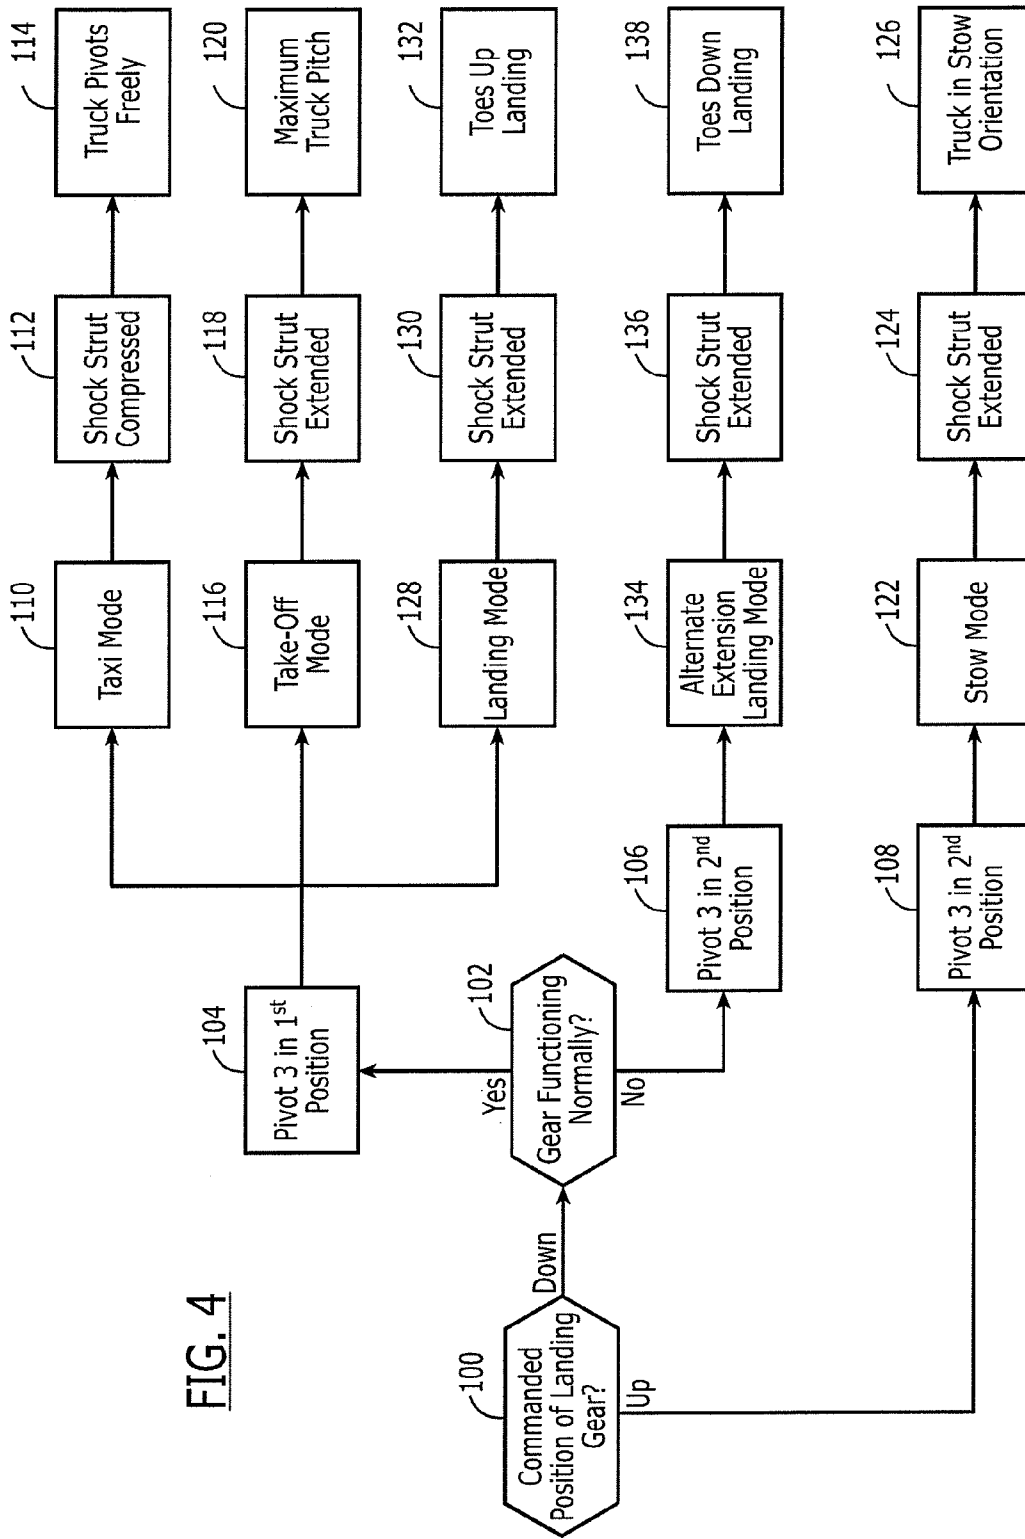 FIG. 4
100
Commanded
Position of Landing
Gear?
Down
Up
102
Gear Functioning
Normally?
Yes
No
104
Pivot 3 in 1st
Position
106
Pivot 3 in 2nd
Position
108
Pivot 3 in 2nd
Position
110
Taxi Mode
112
Shock Strut
Compressed
114
Truck Pivots
Freely
116
Take-Off
Mode
118
Shock Strut
Extended
120
Maximum
Truck Pitch
128
Landing Mode
130
Shock Strut
Extended
132
Toes Up
Landing
134
Alternate
Extension
Landing Mode
136
Shock Strut
Extended
138
Toes Down
Landing
122
Stow Mode
124
Shock Strut
Extended
126
Truck in Stow
Orientation